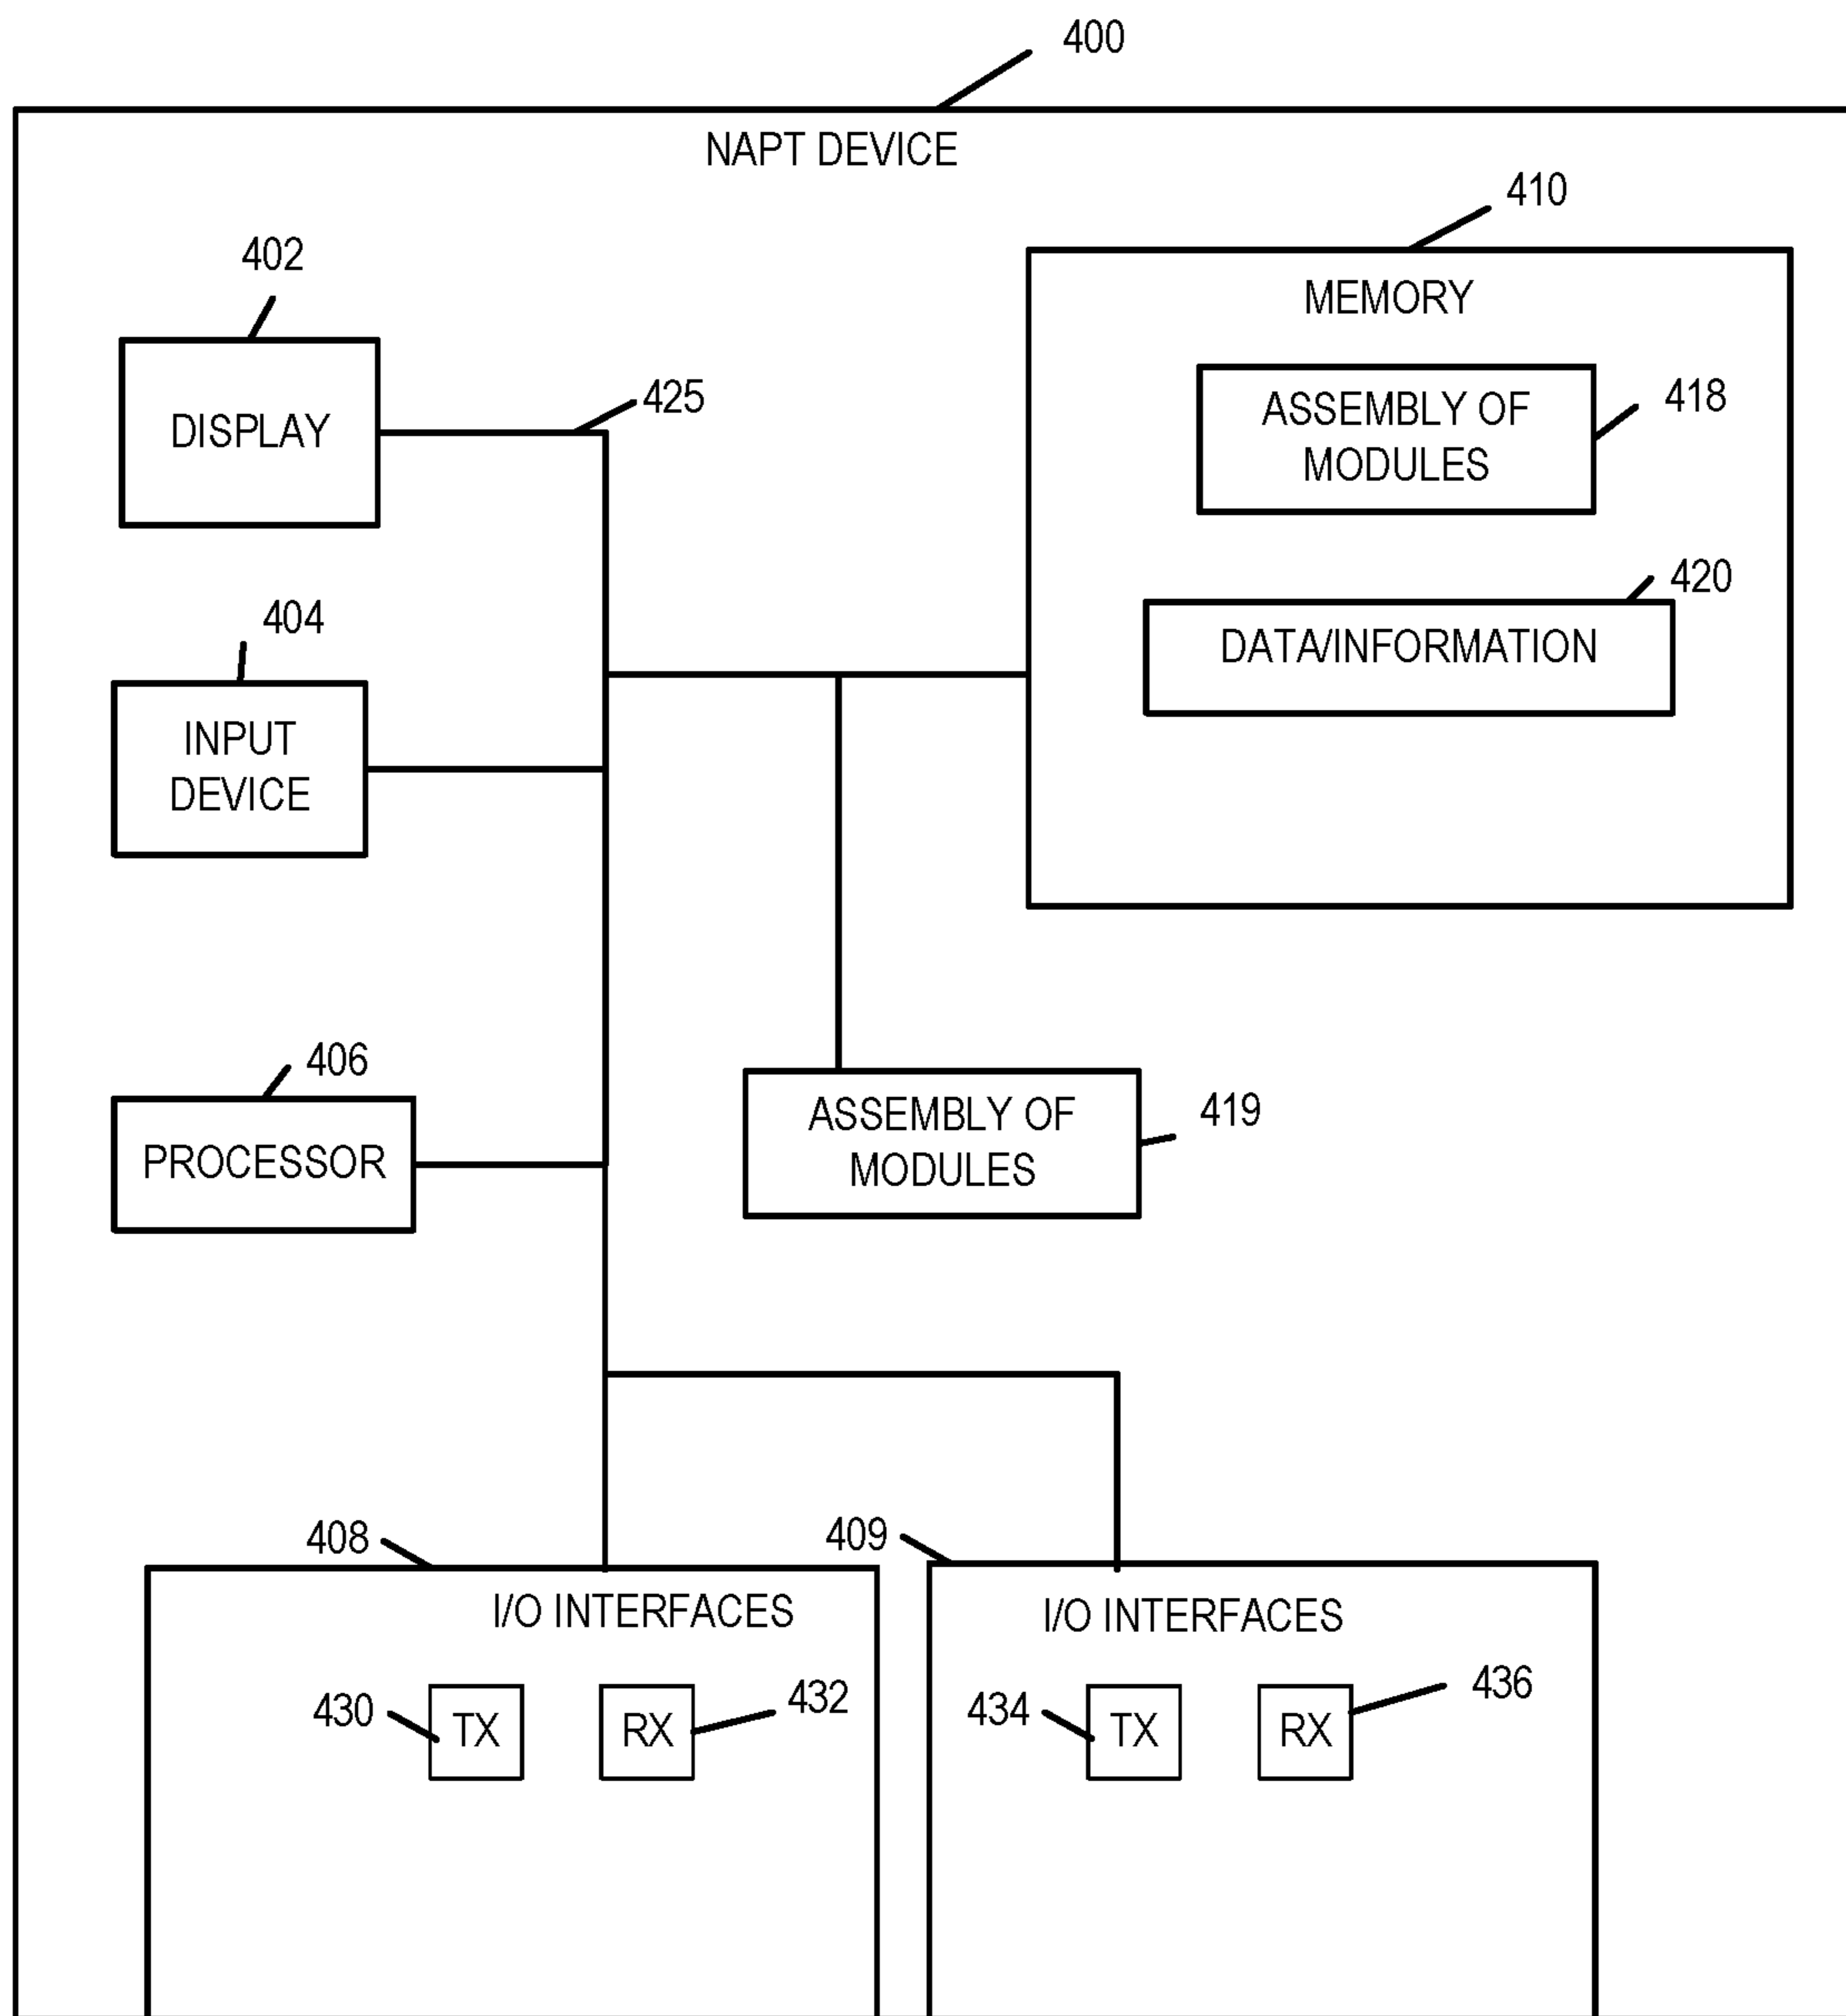 400
NAPT DEVICE
410
402
MEMORY
425
418
DISPLAY
ASSEMBLY OF
MODULES
420
404
DATA/INFORMATION
INPUT
DEVICE
406
419
PROCESSOR
ASSEMBLY OF
MODULES
408
409
I/O INTERFACES
I/O INTERFACES
430
TX
RX
432
434
TX
RX
436